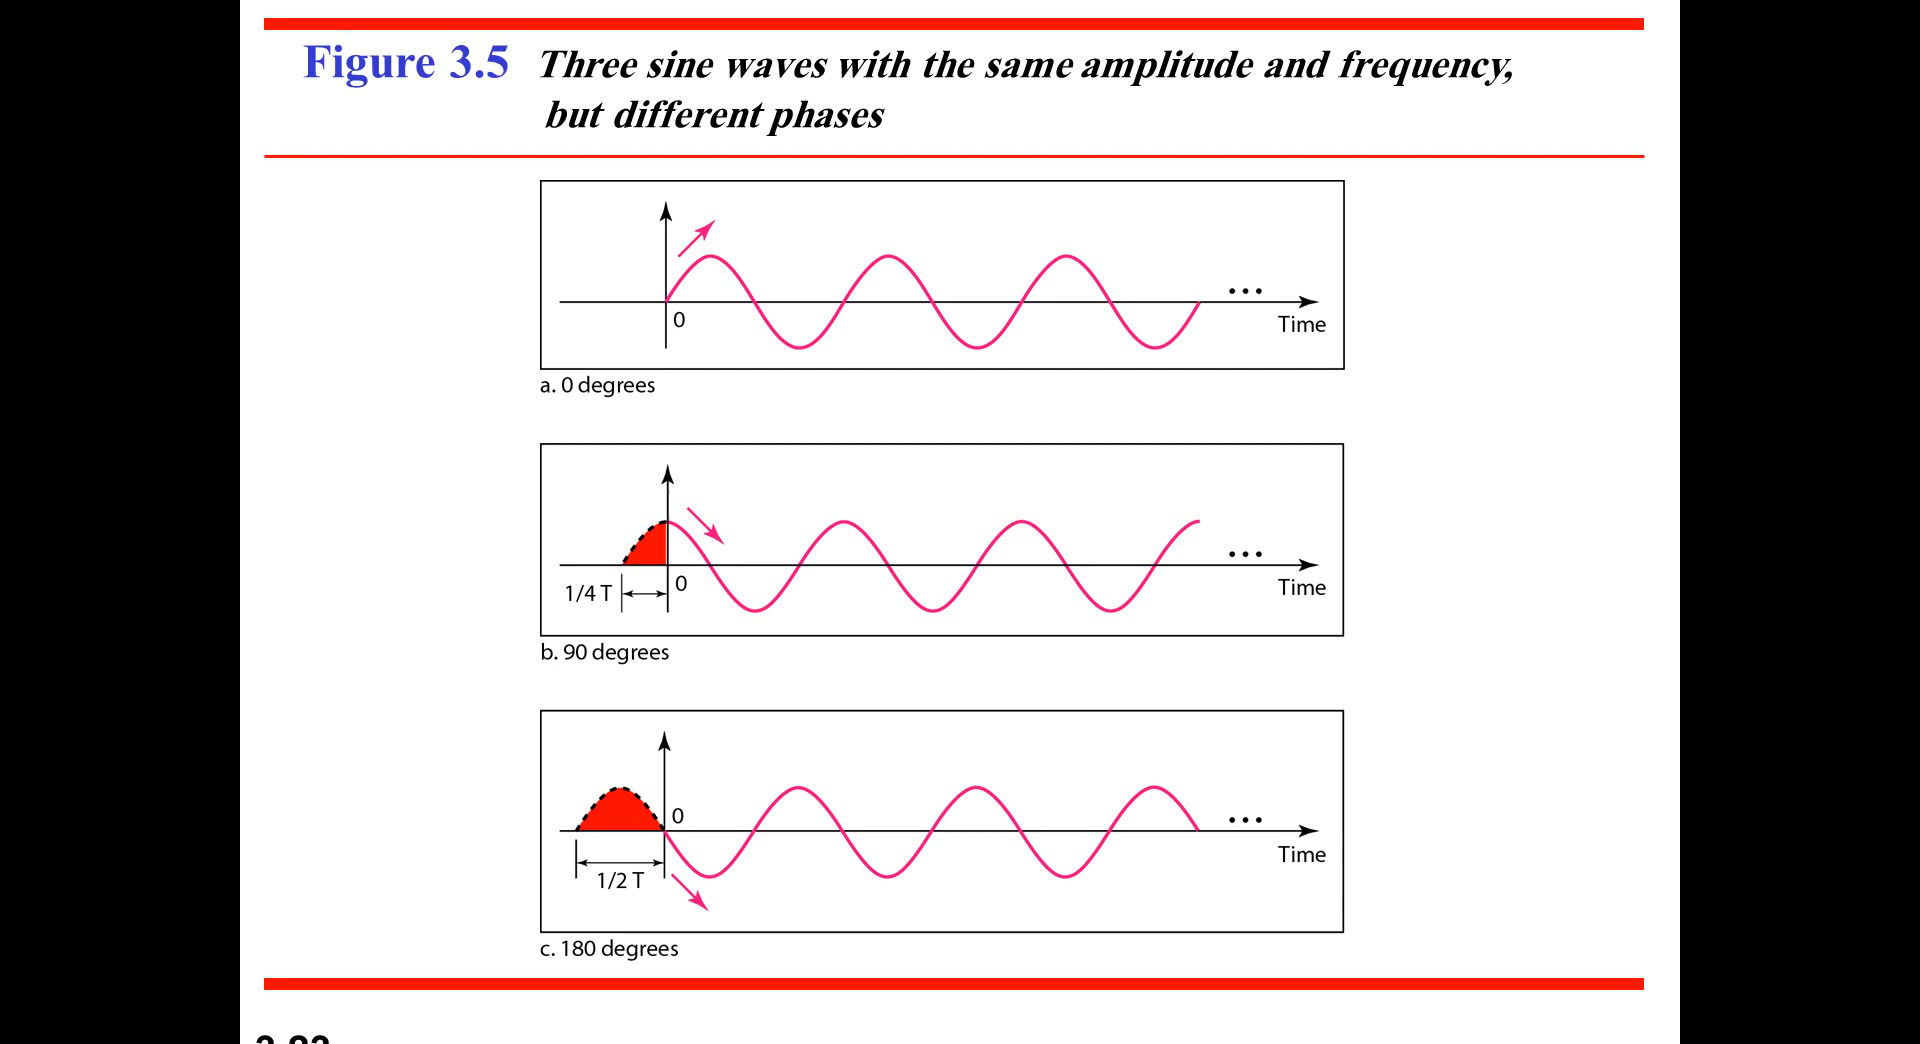 Figure 3.5 Three sine waves with the same amplitude and frequency,
but different phases
0
Time
a. 0 degrees
1/4 T
0
Time
b. 90 degrees
0
Time
1/2 T
c. 180 degrees